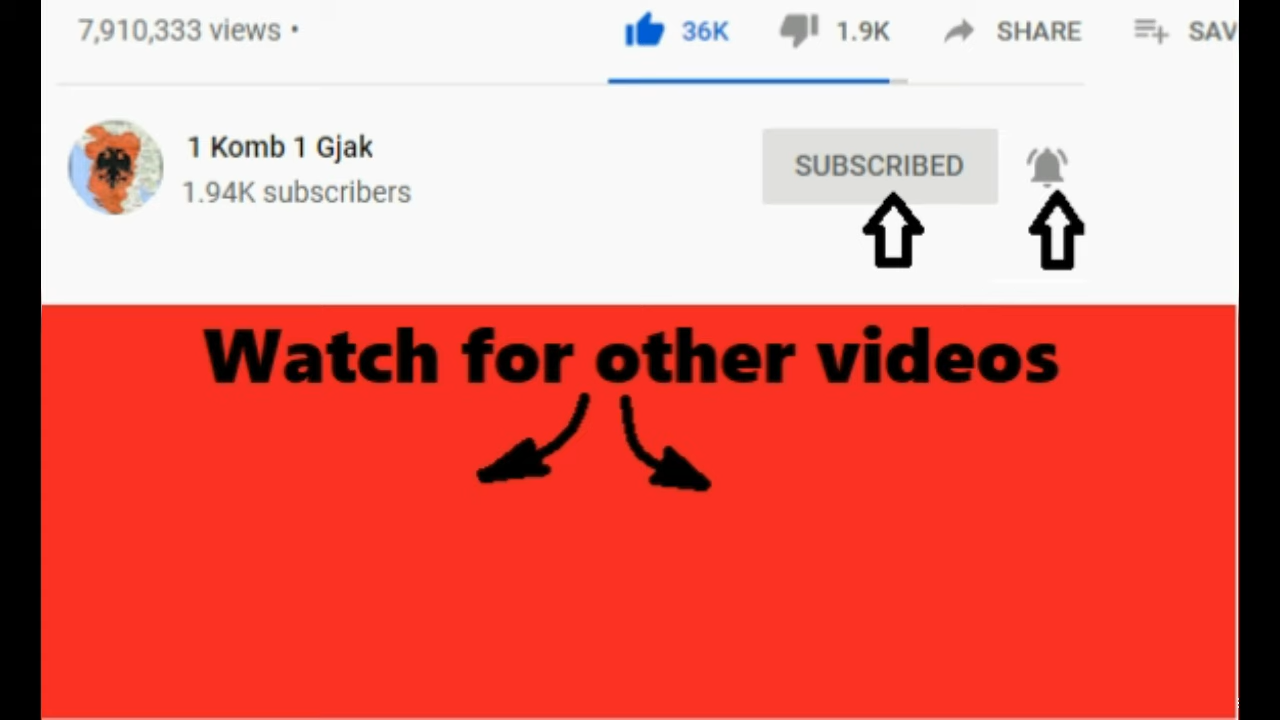 7,910,333 views •
36K
1.9K
SHARE
SAV
1 Komb 1 Gjak
1.94K subscribers
SUBSCRIBED
Watch for other videos